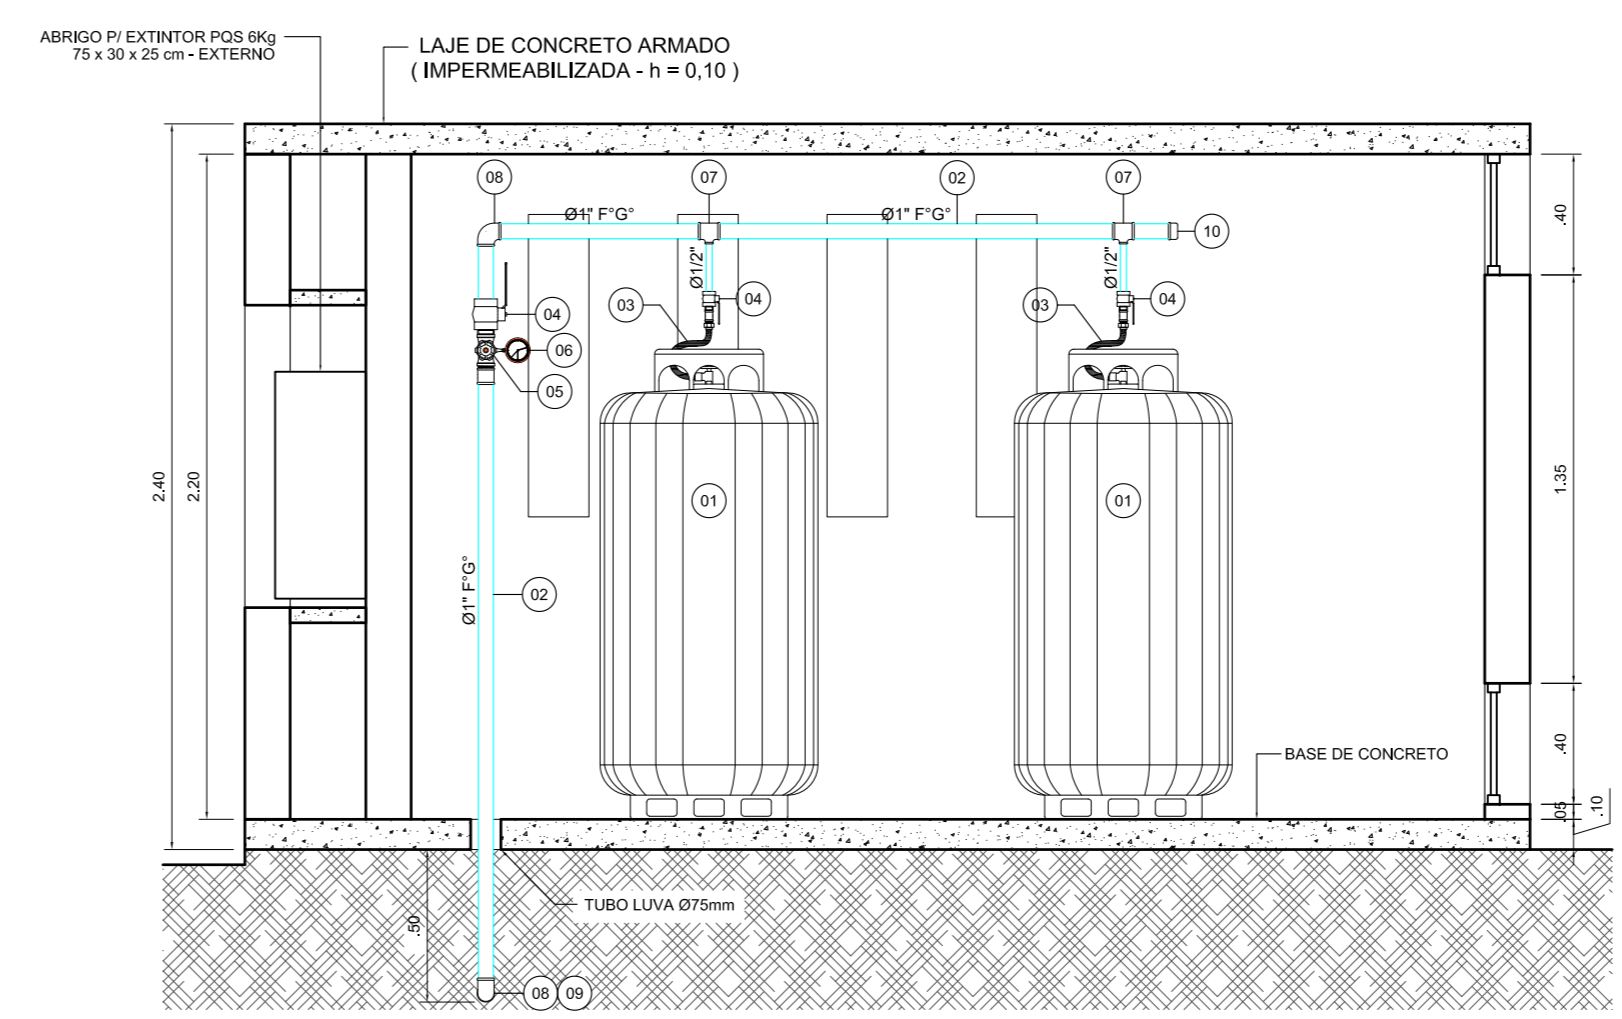 ABRIGO P/ EXTINTOR PQS 6Kg
75 x 30 x 25 cm - EXTERNO
LAJE DE CONCRETO ARMADO
( IMPERMEABILIZADA - h = 0,10 )
08
07
02
07
Ø1" F°G°
Ø1" F°G°
10
.40
Ø1/2"
Ø1/2"
03
04
03
04
04
06
05
2.40
2.20
01
01
1.35
Ø1" F°G°
02
BASE DE CONCRETO
.40
.05
.10
TUBO LUVA Ø75mm
.50
08
09